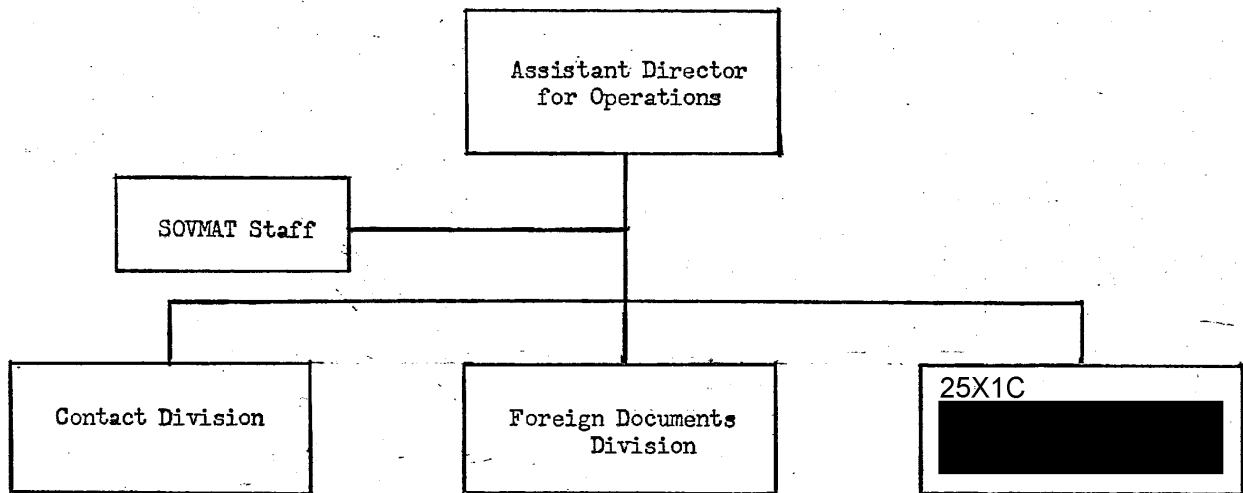 Assistant Director
for Operations
SOVMAT Staff
Contact Division
Foreign Documents
Division
25X1C